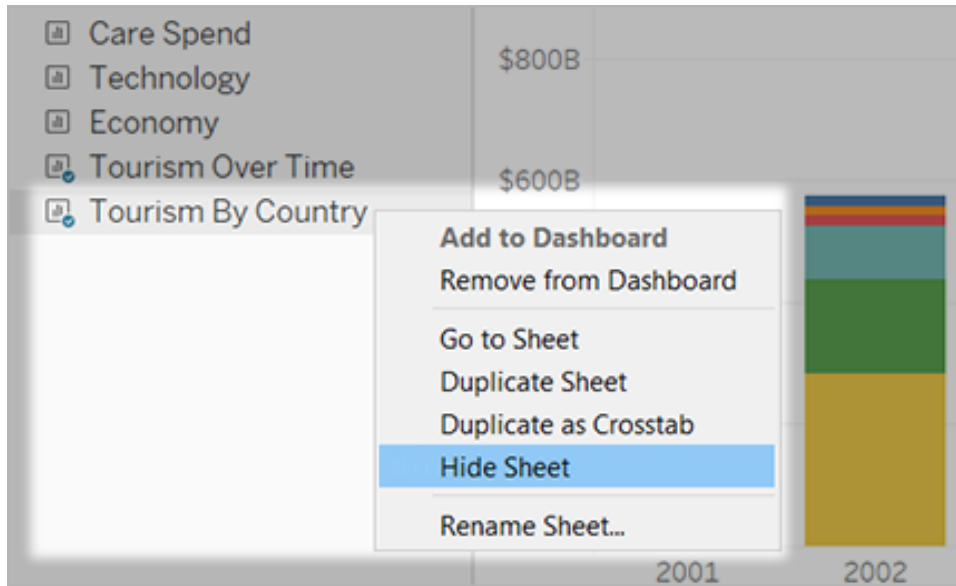 Care Spend
Technology
Economy
Tourism Over Time
Tourism By Country
Add to Dashboard
Remove from Dashboard
Go to Sheet
Duplicate Sheet
Duplicate as Crosstab
Hide Sheet
Rename Sheet...
$800B
$600B
2001
2002